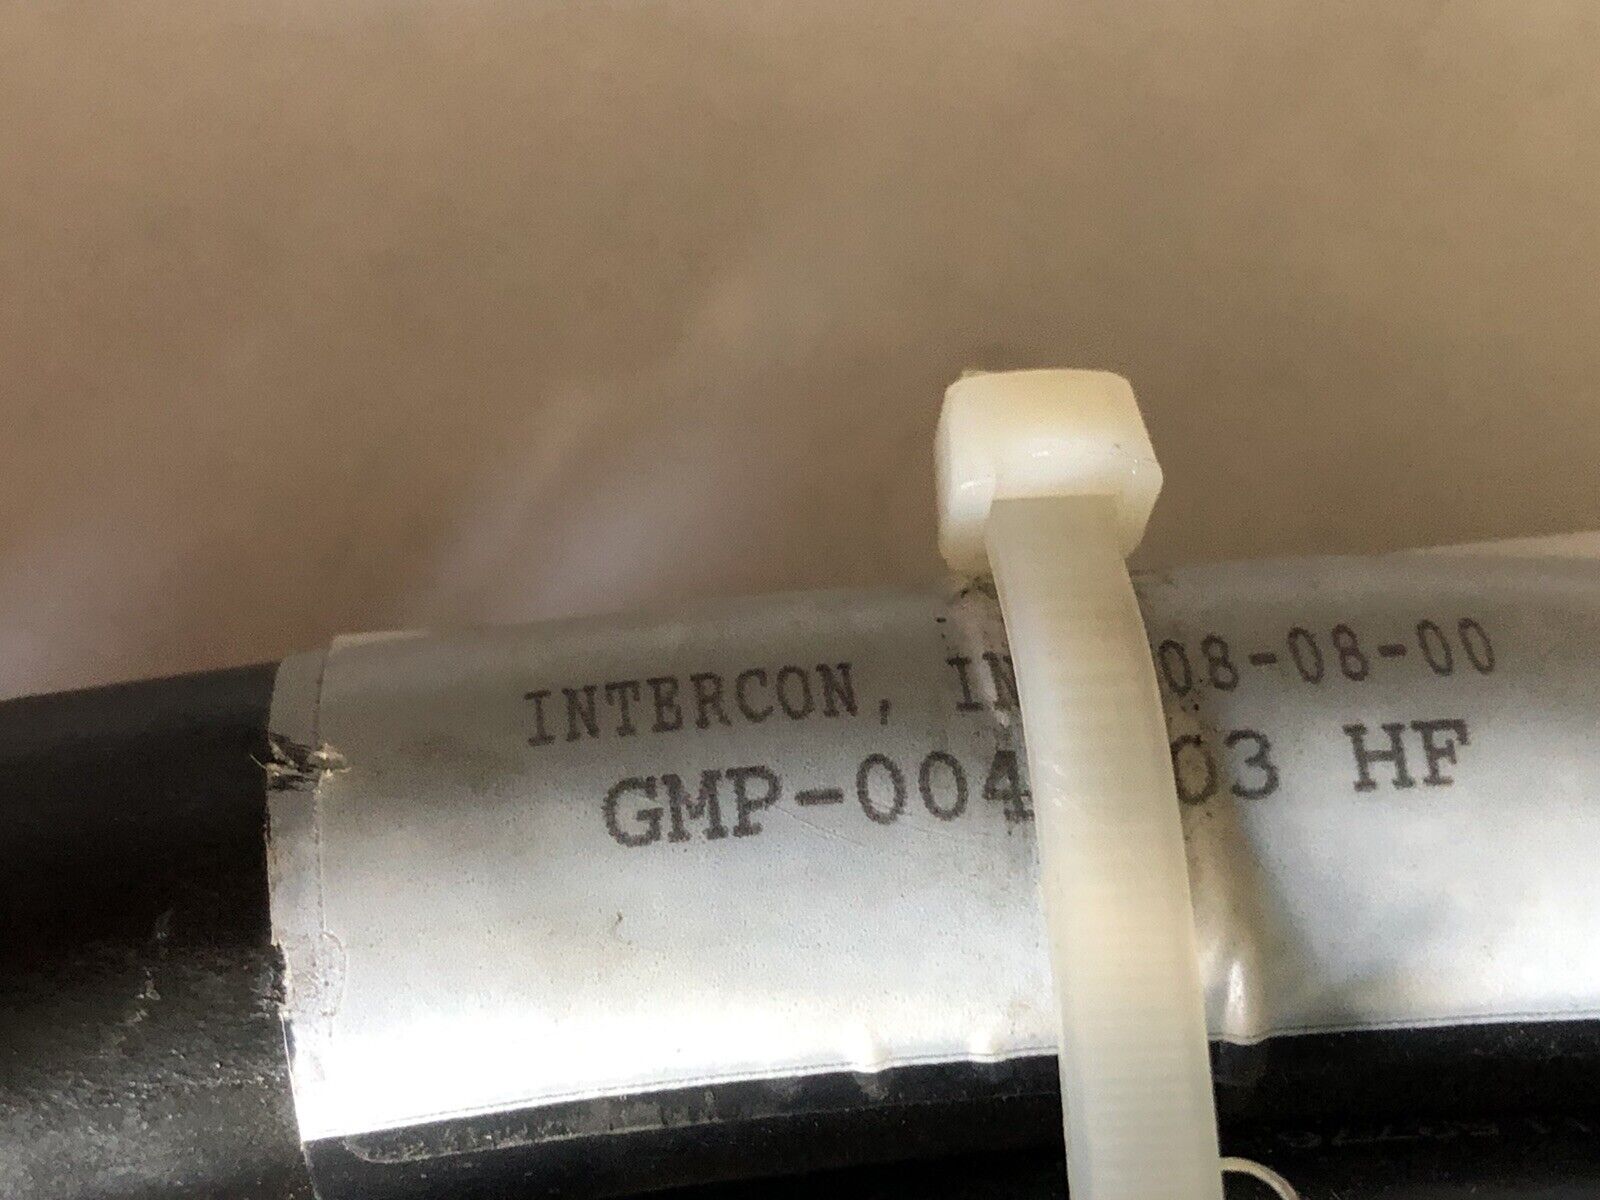 INTERCON, IN 08-08-00
GMP-004 03 HF